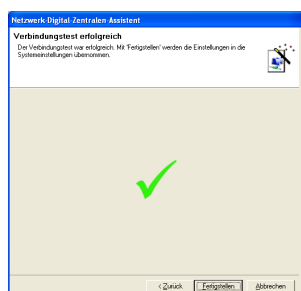 Netzwerk-Digital-Zentralen-Assistent
Verbindungstest erfolgreich
Der Verbindungstest war erfolgreich. Mit 'Fertigstellen' werden die Einstellungen in die
Systemeinstellungen übernommen.
< Zurück Fertigstellen Abbrechen